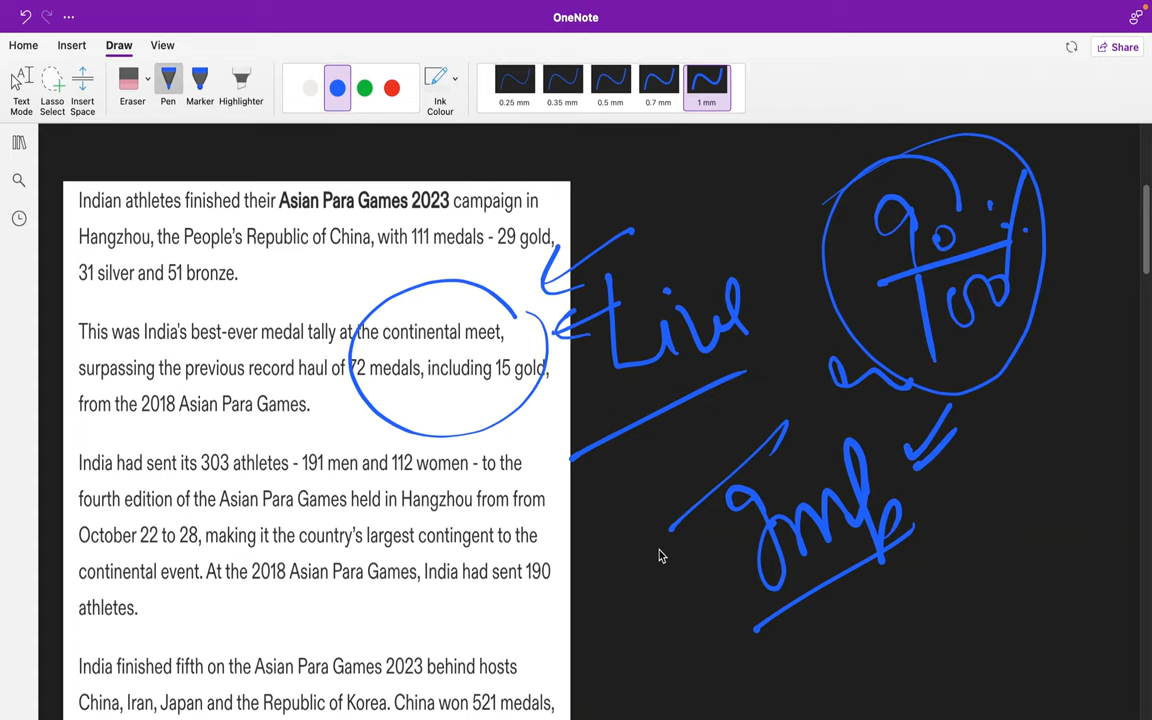 OneNote
Home Insert Draw View
Share
Text Mode
Lasso Select
Insert Space
Eraser
Pen
Marker
Highlighter
Ink Colour
0.25 mm
0.35 mm
0.5 mm
0.7 mm
1 mm
Indian athletes finished their Asian Para Games 2023 campaign in
Hangzhou, the People's Republic of China, with 111 medals - 29 gold,
31 silver and 51 bronze.
This was India's best-ever medal tally at the continental meet,
surpassing the previous record haul of 72 medals, including 15 gold,
from the 2018 Asian Para Games.
India had sent its 303 athletes - 191 men and 112 women - to the
fourth edition of the Asian Para Games held in Hangzhou from from
October 22 to 28, making it the country's largest contingent to the
continental event. At the 2018 Asian Para Games, India had sent 190
athletes.
India finished fifth on the Asian Para Games 2023 behind hosts
China, Iran, Japan and the Republic of Korea. China won 521 medals,
Live
90%
Imp